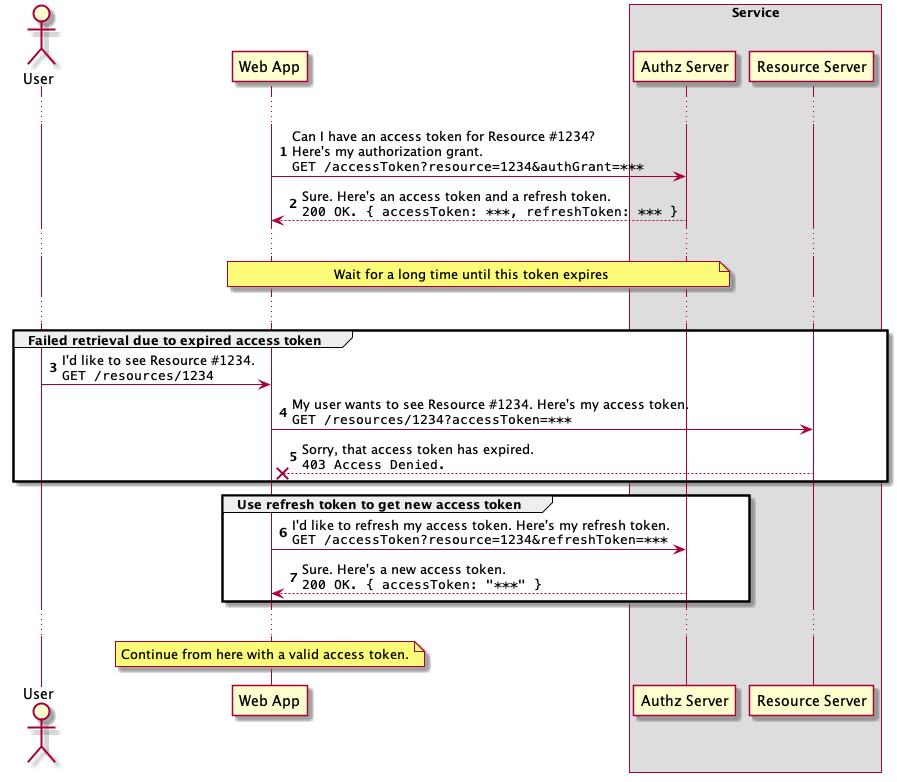 Service
User
Web App
Authz Server
Resource Server
Can I have an access token for Resource #1234?
1 Here's my authorization grant.
GET /accessToken?resource=1234&authGrant=***
Sure. Here's an access token and a refresh token.
2 200 OK. { accessToken: ***, refreshToken: *** }
Wait for a long time until this token expires
Failed retrieval due to expired access token
I'd like to see Resource #1234.
3 GET /resources/1234
My user wants to see Resource #1234. Here's my access token.
4 GET /resources/1234?accessToken=***
Sorry, that access token has expired.
5 403 Access Denied.
Use refresh token to get new access token
I'd like to refresh my access token. Here's my refresh token.
6 GET /accessToken?resource=1234&refreshToken=***
Sure. Here's a new access token.
7 200 OK. { accessToken: "***" }
Continue from here with a valid access token.
User
Web App
Authz Server
Resource Server